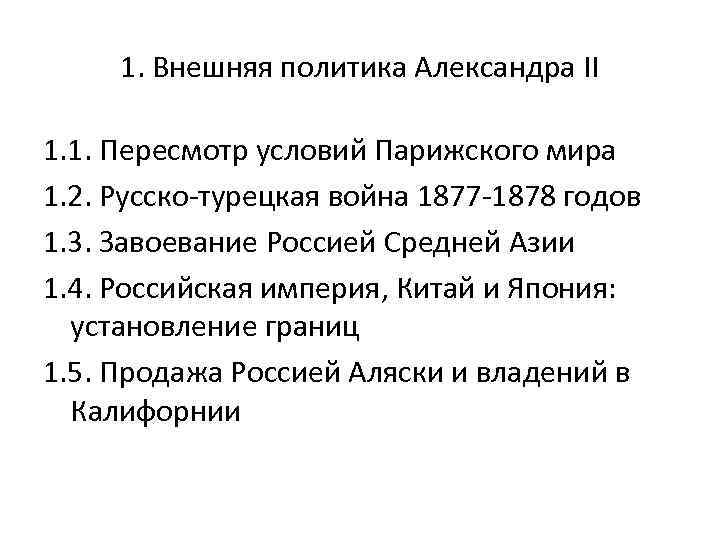 1. Внешняя политика Александра II
1.1. Пересмотр условий Парижского мира
1.2. Русско-турецкая война 1877-1878 годов
1.3. Завоевание Россией Средней Азии
1.4. Российская империя, Китай и Япония:
установление границ
1.5. Продажа Россией Аляски и владений в
Калифорнии